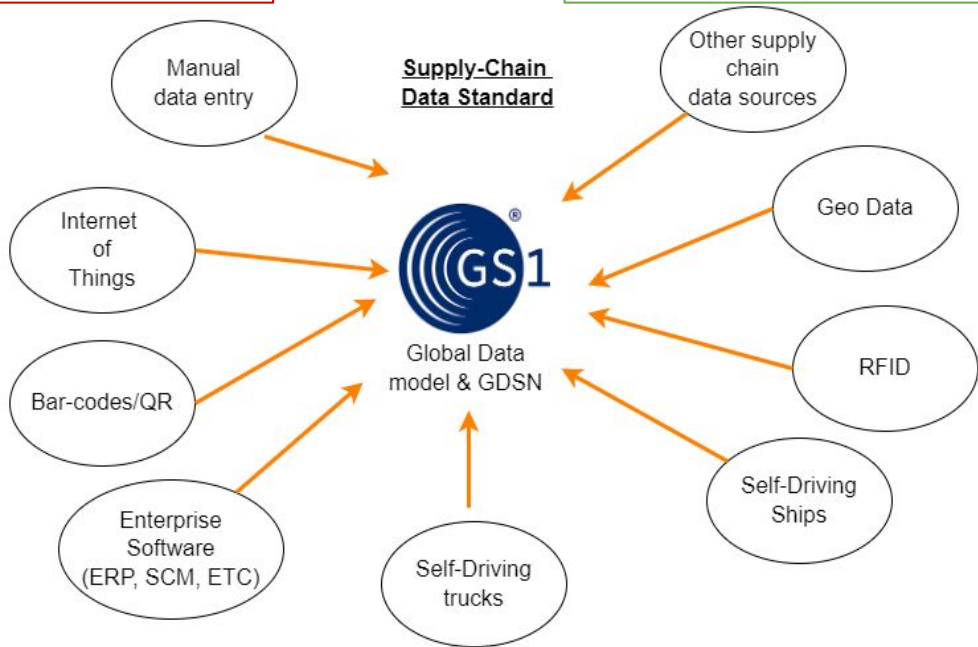 Supply-Chain
Data Standard
Manual
data entry
Other supply
chain
data sources
Internet
of
Things
Geo Data
GS1
®
Global Data
model & GDSN
Bar-codes/QR
RFID
Enterprise
Software
(ERP, SCM, ETC)
Self-Driving
trucks
Self-Driving
Ships